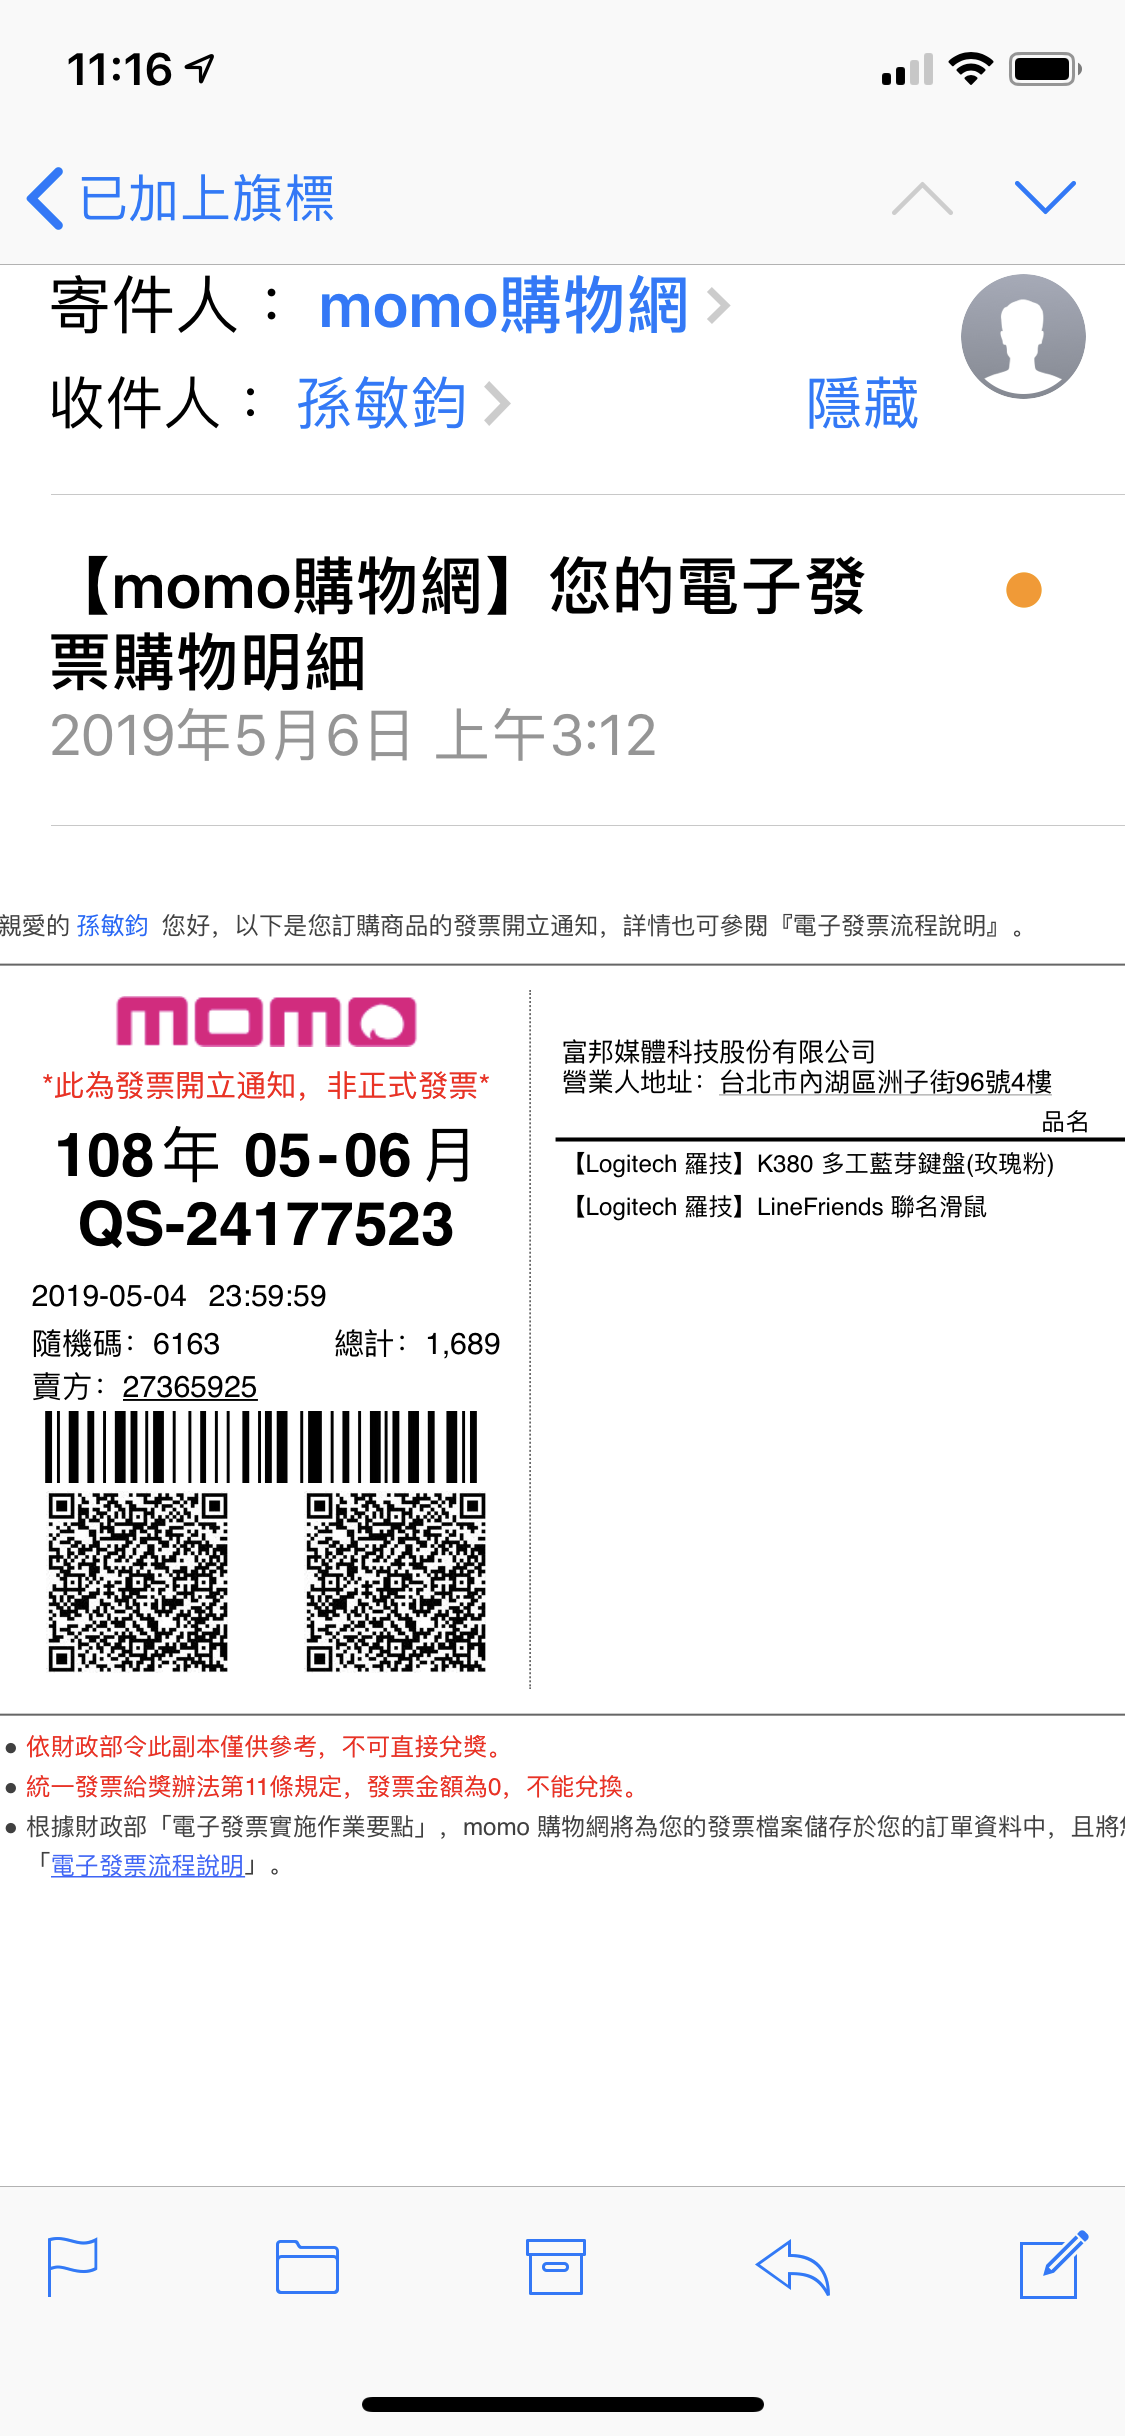 11:16
已加上旗標
寄件人： momo購物網
收件人： 孫敏鈞 隱藏
【momo購物網】您的電子發
票購物明細
2019年5月6日 上午3:12
親愛的 孫敏鈞 您好，以下是您訂購商品的發票開立通知，詳情也可參閱『電子發票流程說明』。
momo
*此為發票開立通知，非正式發票*
108年 05-06月
QS-24177523
2019-05-04 23:59:59
隨機碼：6163 總計：1,689
賣方：27365925
富邦媒體科技股份有限公司
營業人地址：台北市內湖區洲子街96號4樓
品名
【Logitech 羅技】K380 多工藍芽鍵盤(玫瑰粉)
【Logitech 羅技】LineFriends 聯名滑鼠
● 依財政部令此副本僅供參考，不可直接兌獎。
● 統一發票給獎辦法第11條規定，發票金額為0，不能兌換。
● 根據財政部「電子發票實施作業要點」，momo 購物網將為您的發票檔案儲存於您的訂單資料中，且將
「電子發票流程說明」。